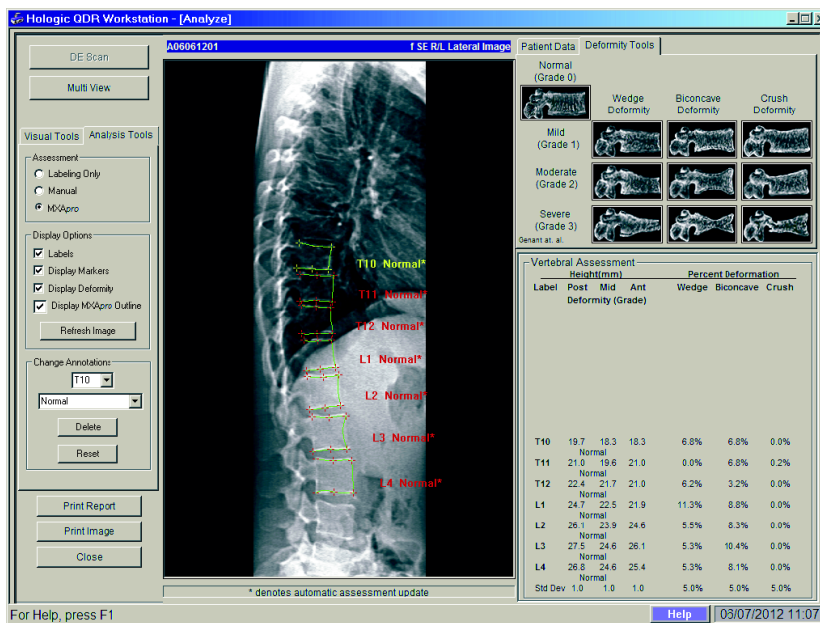 Hologic QDR Workstation - [Analyze]
DE Scan
Multi View
Visual Tools Analysis Tools
Assessment
Labeling Only
Manual
MXApro
Display Options
Labels
Display Markers
Display Deformity
Display MXApro Outline
Refresh Image
Change Annotations
T10
Normal
Delete
Reset
Print Report
Print Image
Close
A06061201 f SE R/L Lateral Image
T10 Normal*
T11 Normal*
T12 Normal*
L1 Normal*
L2 Normal*
L3 Normal*
L4 Normal*
* denotes automatic assessment update
Patient Data Deformity Tools
Normal
(Grade 0)
Wedge Deformity
Biconcave Deformity
Crush Deformity
Mild
(Grade 1)
Moderate
(Grade 2)
Severe
(Grade 3)
Genant at. al.
Vertebral Assessment
Height(mm) Percent Deformation
Label Post Mid Ant Wedge Biconcave Crush
Deformity (Grade)
T10 19.7 18.3 18.3 6.8% 6.8% 0.0%
Normal
T11 21.0 19.6 21.0 0.0% 6.8% 0.2%
Normal
T12 22.4 21.7 21.0 6.2% 3.2% 0.0%
Normal
L1 24.7 22.5 21.9 11.3% 8.8% 0.0%
Normal
L2 26.1 23.9 24.6 5.5% 8.3% 0.0%
Normal
L3 27.5 24.6 26.1 5.3% 10.4% 0.0%
Normal
L4 26.8 24.6 25.4 5.3% 8.1% 0.0%
Normal
Std Dev 1.0 1.0 1.0 5.0% 5.0% 5.0%
For Help, press F1
Help
06/07/2012 11:07